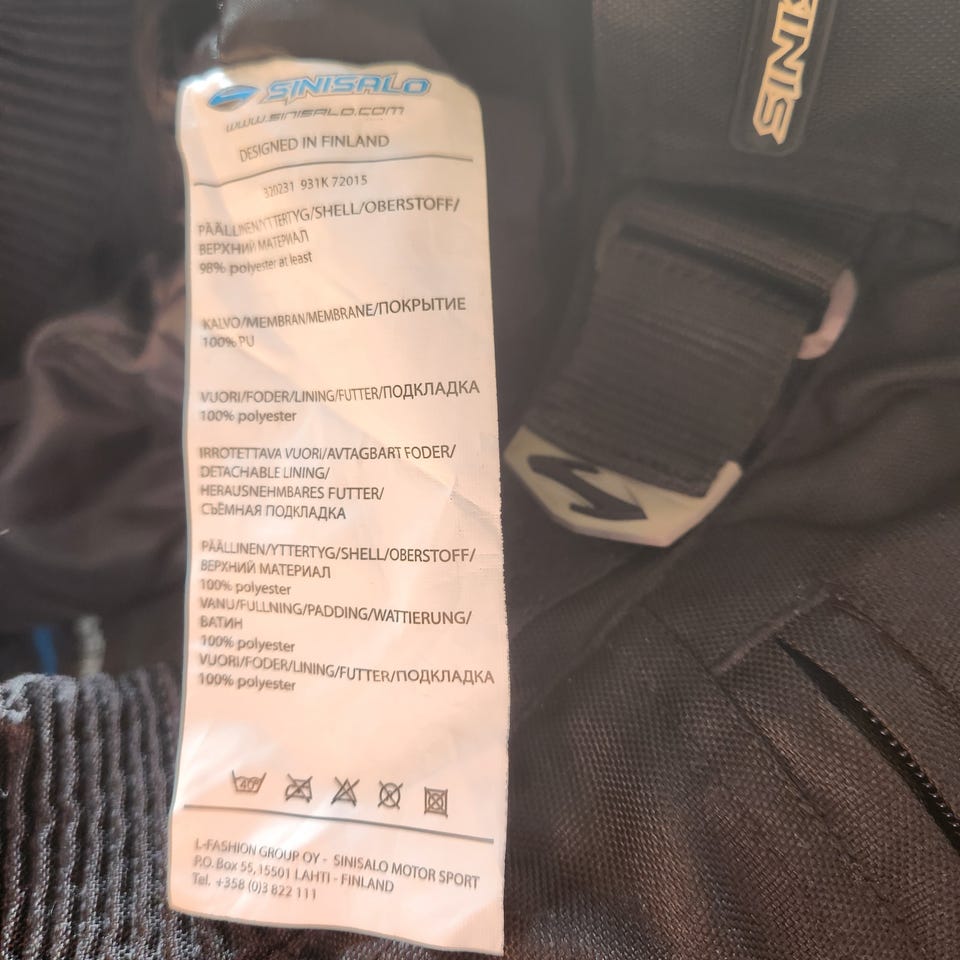 SINISALO
www.sinisalo.com
DESIGNED IN FINLAND
320231 931K 72015
PÄÄLLINEN/YTTERTYG/SHELL/OBERSTOFF/
ВЕРХНИЙ МАТЕРИАЛ
98% polyester at least
KALVO/MEMBRAN/MEMBRANE/ПОКРЫТИЕ
100% PU
VUORI/FODER/LINING/FUTTER/ПОДКЛАДКА
100% polyester
IRROTETTAVA VUORI/AVTAGBART FODER/
DETACHABLE LINING/
HERAUSNEHMBARES FUTTER/
СЪЁМНАЯ ПОДКЛАДКА
PÄÄLLINEN/YTTERTYG/SHELL/OBERSTOFF/
ВЕРХНИЙ МАТЕРИАЛ
100% polyester
VANU/FULLNING/PADDING/WATTIERUNG/
ВАТИН
100% polyester
VUORI/FODER/LINING/FUTTER/ПОДКЛАДКА
100% polyester
40°
L-FASHION GROUP OY - SINISALO MOTOR SPORT
P.O. Box 55, 15501 LAHTI - FINLAND
Tel. +358 (0)3 822 111